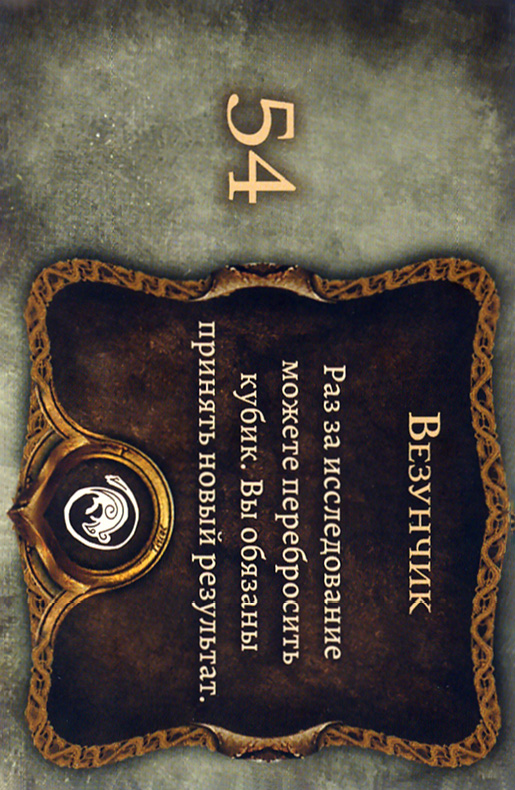 54
Везунчик
Раз за исследование
можете перебросить
кубик. Вы обязаны
принять новый результат.